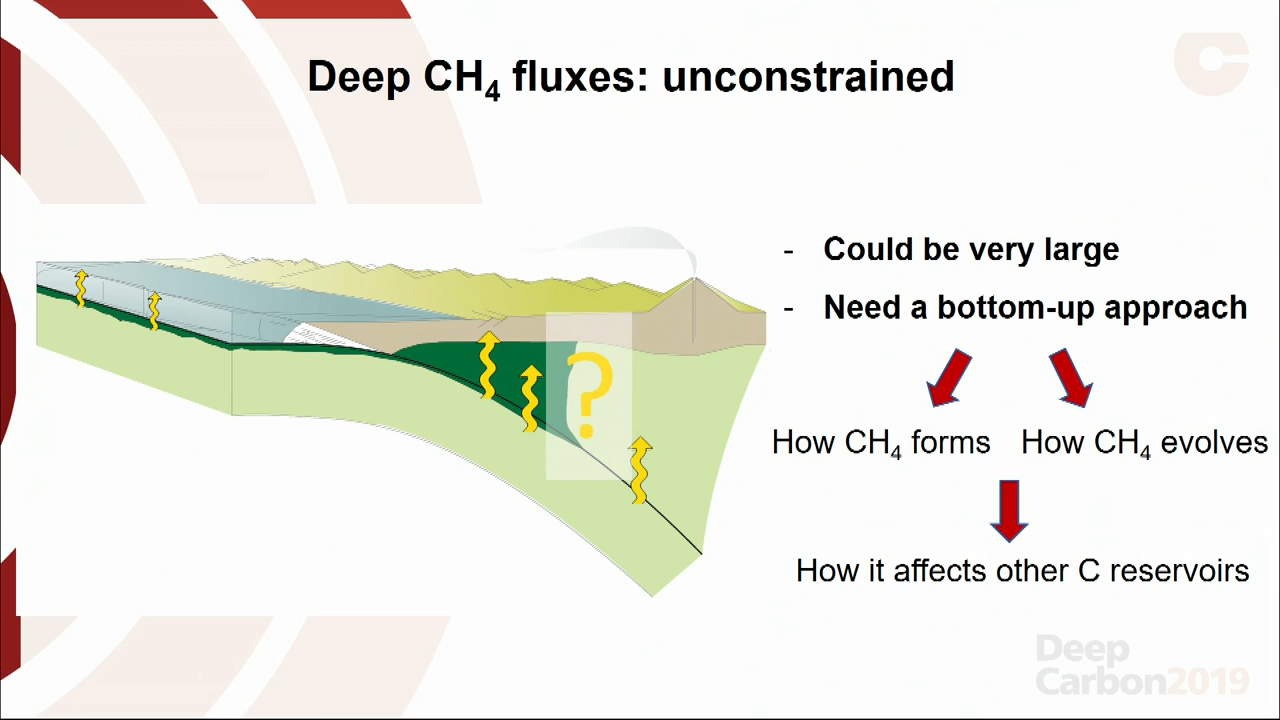 Deep CH₄ fluxes: unconstrained
- Could be very large
- Need a bottom-up approach
?
How CH₄ forms
How CH₄ evolves
How it affects other C reservoirs
Deep
Carbon2019